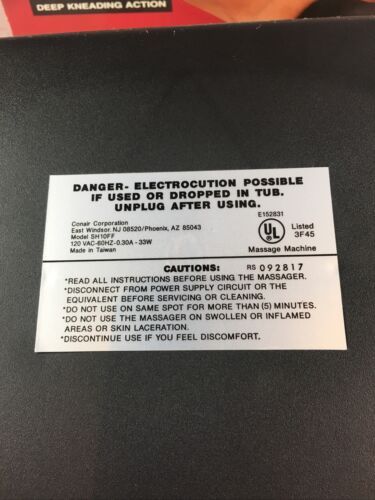 DEEP KNEADING ACTION
DANGER- ELECTROCUTION POSSIBLE
IF USED OR DROPPED IN TUB.
UNPLUG AFTER USING.
Conair Corporation
East Windsor, NJ 08520/Phoenix, AZ 85043
Model SH10FF
120 VAC-60HZ-0.30A - 33W
Made in Taiwan
E152831
UL
Listed
3F45
Massage Machine
CAUTIONS:
RS 092817
*READ ALL INSTRUCTIONS BEFORE USING THE MASSAGER.
*DISCONNECT FROM POWER SUPPLY CIRCUIT OR THE
EQUIVALENT BEFORE SERVICING OR CLEANING.
*DO NOT USE ON SAME SPOT FOR MORE THAN (5) MINUTES.
*DO NOT USE THE MASSAGER ON SWOLLEN OR INFLAMED
AREAS OR SKIN LACERATION.
*DISCONTINUE USE IF YOU FEEL DISCOMFORT.